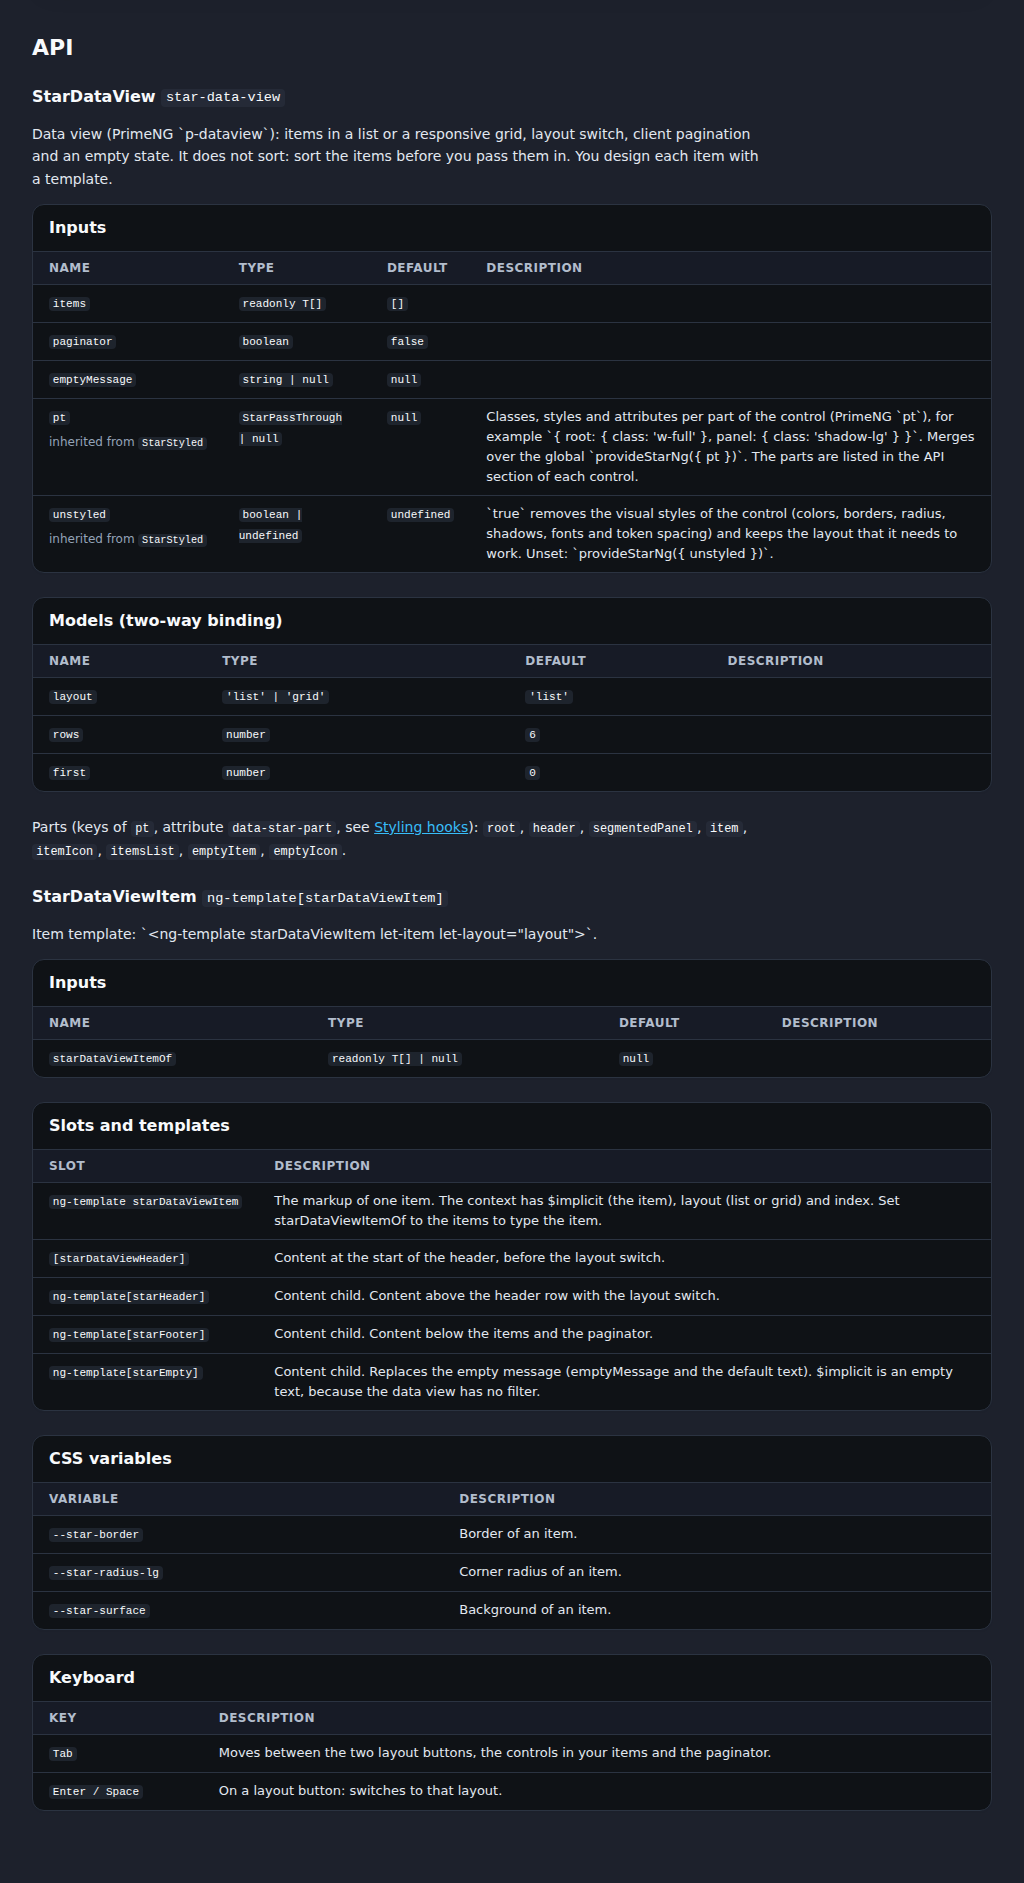 API
StarDataView star-data-view
Data view (PrimeNG `p-dataview`): items in a list or a responsive grid, layout switch, client pagination
and an empty state. It does not sort: sort the items before you pass them in. You design each item with
a template.
Inputs
NAME TYPE DEFAULT DESCRIPTION
items readonly T[] []
paginator boolean false
emptyMessage string | null null
pt StarPassThrough null Classes, styles and attributes per part of the control (PrimeNG `pt`), for
inherited from StarStyled | null example `{ root: { class: 'w-full' }, panel: { class: 'shadow-lg' } }`. Merges
over the global `provideStarNg({ pt })`. The parts are listed in the API
section of each control.
unstyled boolean | undefined `true` removes the visual styles of the control (colors, borders, radius,
inherited from StarStyled undefined shadows, fonts and token spacing) and keeps the layout that it needs to
work. Unset: `provideStarNg({ unstyled })`.
Models (two-way binding)
NAME TYPE DEFAULT DESCRIPTION
layout 'list' | 'grid' 'list'
rows number 6
first number 0
Parts (keys of pt, attribute data-star-part, see Styling hooks): root, header, segmentedPanel, item,
itemIcon, itemsList, emptyItem, emptyIcon.
StarDataViewItem ng-template[starDataViewItem]
Item template: `<ng-template starDataViewItem let-item let-layout="layout">`.
Inputs
NAME TYPE DEFAULT DESCRIPTION
starDataViewItemOf readonly T[] | null null
Slots and templates
SLOT DESCRIPTION
ng-template starDataViewItem The markup of one item. The context has $implicit (the item), layout (list or grid) and index. Set
starDataViewItemOf to the items to type the item.
[starDataViewHeader] Content at the start of the header, before the layout switch.
ng-template[starHeader] Content child. Content above the header row with the layout switch.
ng-template[starFooter] Content child. Content below the items and the paginator.
ng-template[starEmpty] Content child. Replaces the empty message (emptyMessage and the default text). $implicit is an empty
text, because the data view has no filter.
CSS variables
VARIABLE DESCRIPTION
--star-border Border of an item.
--star-radius-lg Corner radius of an item.
--star-surface Background of an item.
Keyboard
KEY DESCRIPTION
Tab Moves between the two layout buttons, the controls in your items and the paginator.
Enter / Space On a layout button: switches to that layout.